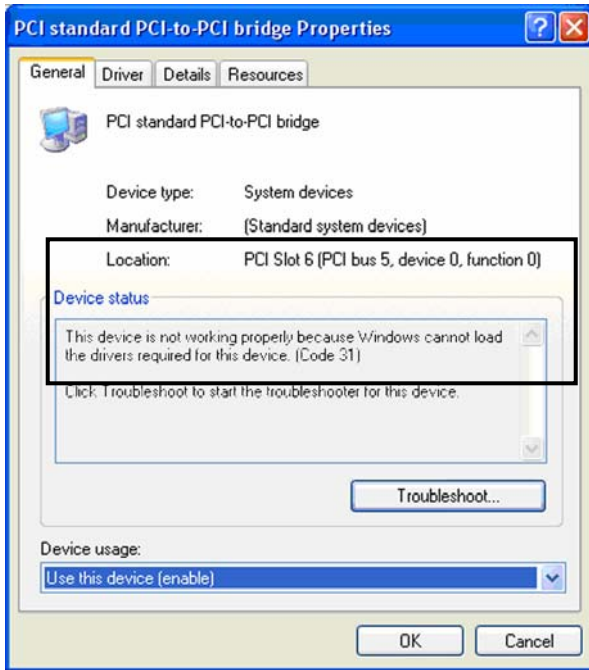 PCI standard PCI-to-PCI bridge Properties
General Driver Details Resources
PCI standard PCI-to-PCI bridge
Device type: System devices
Manufacturer: (Standard system devices)
Location: PCI Slot 6 (PCI bus 5, device 0, function 0)
Device status
This device is not working properly because Windows cannot load
the drivers required for this device. (Code 31)
Click Troubleshoot to start the troubleshooter for this device.
Troubleshoot...
Device usage:
Use this device (enable)
OK Cancel